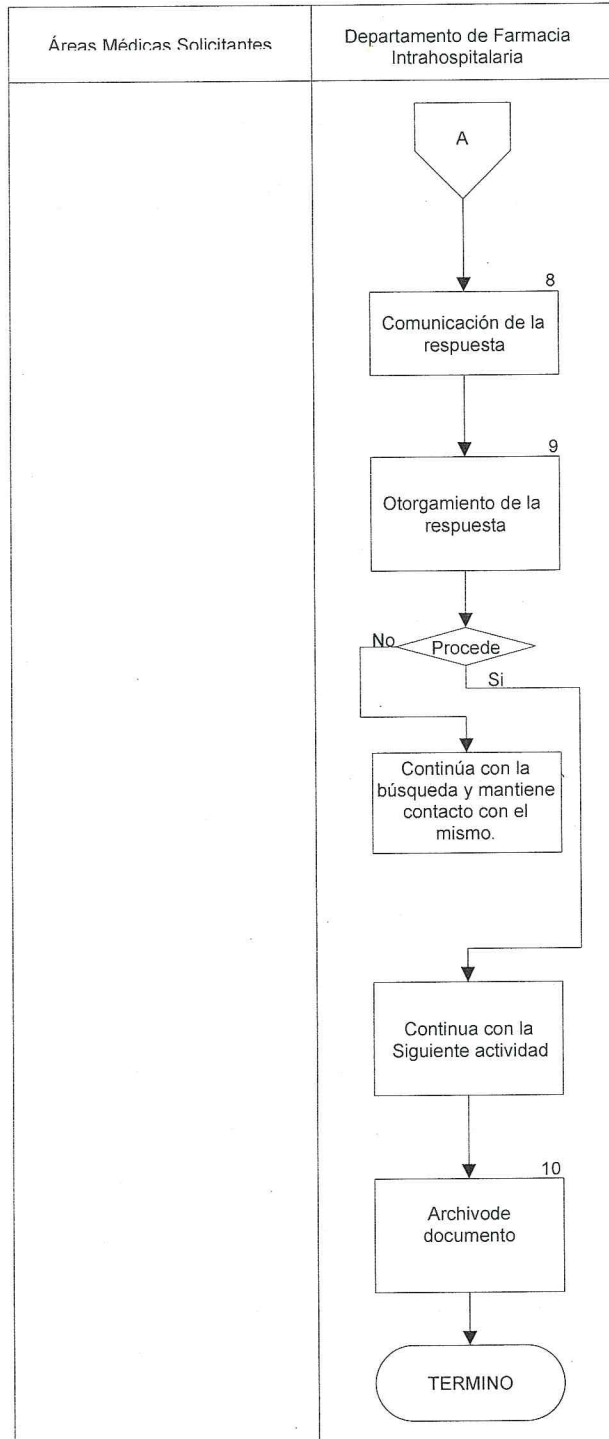 Áreas Médicas Solicitantes
Departamento de Farmacia
Intrahospitalaria
A
8
Comunicación de la
respuesta
9
Otorgamiento de la
respuesta
No
Procede
Si
Continúa con la
búsqueda y mantiene
contacto con el
mismo.
Continua con la
Siguiente actividad
10
Archivode
documento
TERMINO